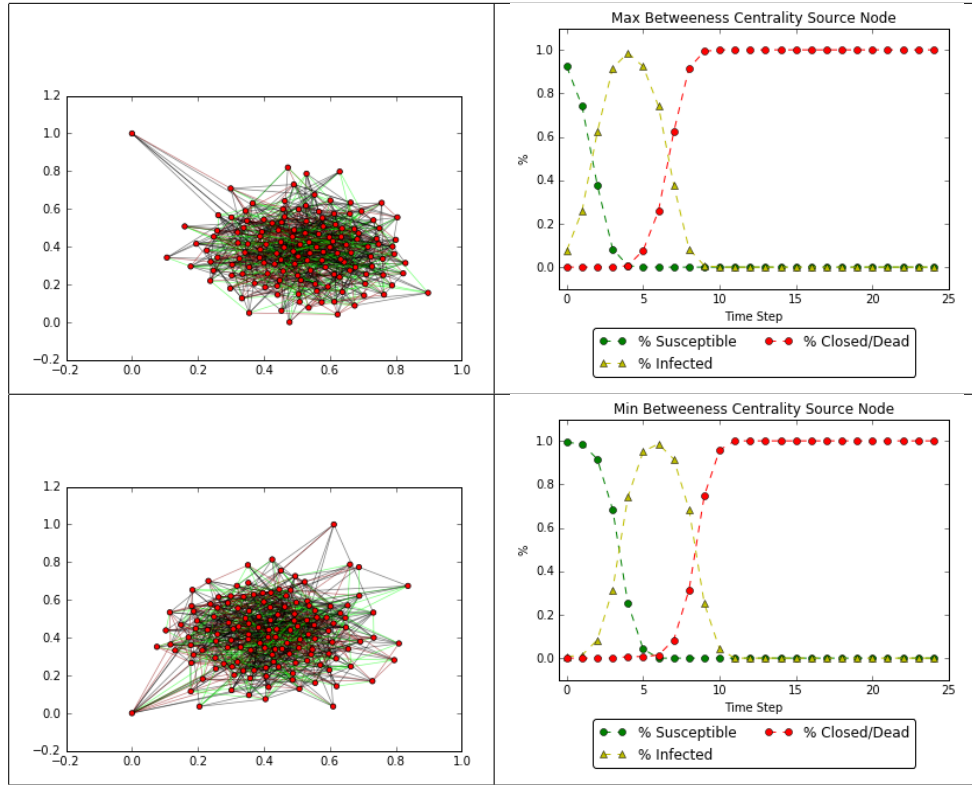 Max Betweeness Centrality Source Node
1.2
1.0
0.8
0.6
0.4
0.2
0.0
−0.2
−0.2 0.0 0.2 0.4 0.6 0.8 1.0
1.0
0.8
0.6
0.4
0.2
0.0
%
0 5 10 15 20 25
Time Step
% Susceptible % Closed/Dead
% Infected
Min Betweeness Centrality Source Node
1.2
1.0
0.8
0.6
0.4
0.2
0.0
−0.2
−0.2 0.0 0.2 0.4 0.6 0.8 1.0
1.0
0.8
0.6
0.4
0.2
0.0
%
0 5 10 15 20 25
Time Step
% Susceptible % Closed/Dead
% Infected